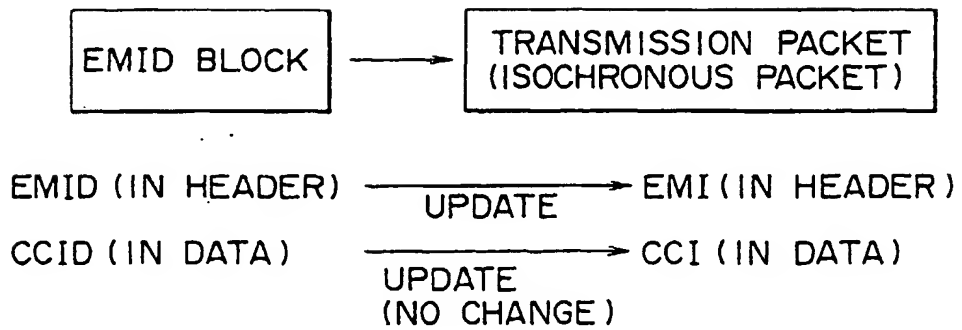 EMID BLOCK
TRANSMISSION PACKET
(ISOCHRONOUS PACKET)
EMID (IN HEADER)
UPDATE
EMI (IN HEADER)
CCID (IN DATA)
UPDATE
(NO CHANGE)
CCI (IN DATA)